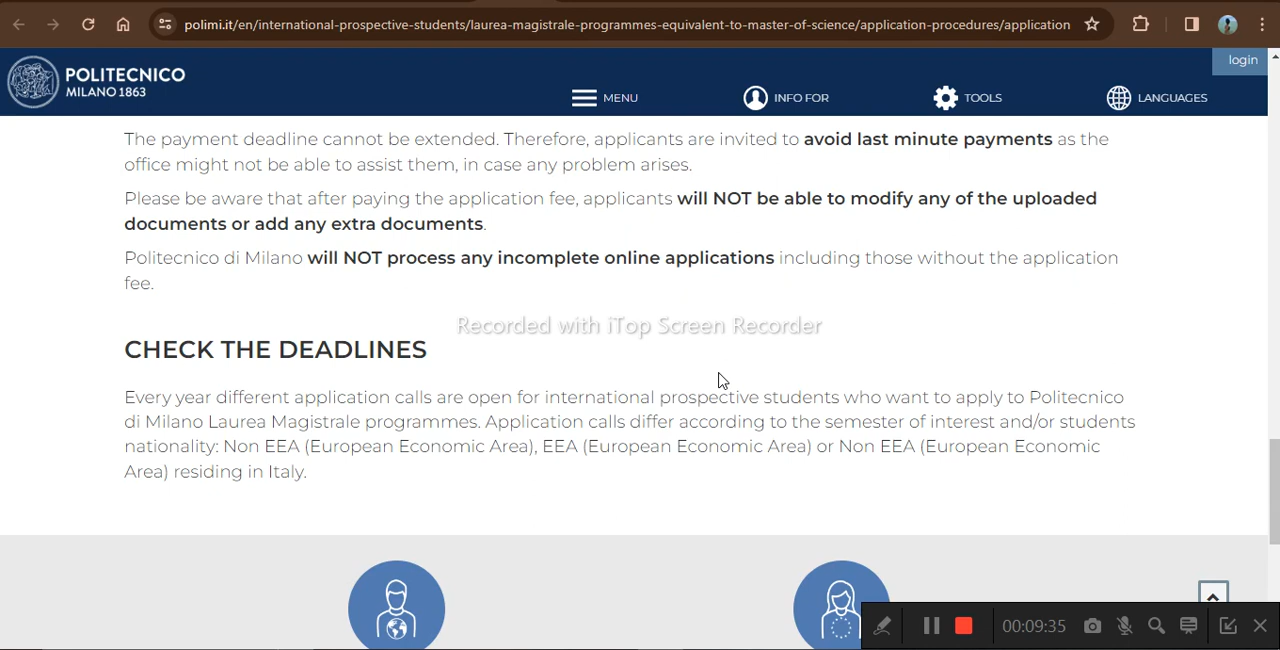 polimi.it/en/international-prospective-students/laurea-magistrale-programmes-equivalent-to-master-of-science/application-procedures/application
login
POLITECNICO
MILANO 1863
MENU
INFO FOR
TOOLS
LANGUAGES
The payment deadline cannot be extended. Therefore, applicants are invited to avoid last minute payments as the
office might not be able to assist them, in case any problem arises.
Please be aware that after paying the application fee, applicants will NOT be able to modify any of the uploaded
documents or add any extra documents.
Politecnico di Milano will NOT process any incomplete online applications including those without the application
fee.
Recorded with iTop Screen Recorder
CHECK THE DEADLINES
Every year different application calls are open for international prospective students who want to apply to Politecnico
di Milano Laurea Magistrale programmes. Application calls differ according to the semester of interest and/or students
nationality: Non EEA (European Economic Area), EEA (European Economic Area) or Non EEA (European Economic
Area) residing in Italy.
00:09:35